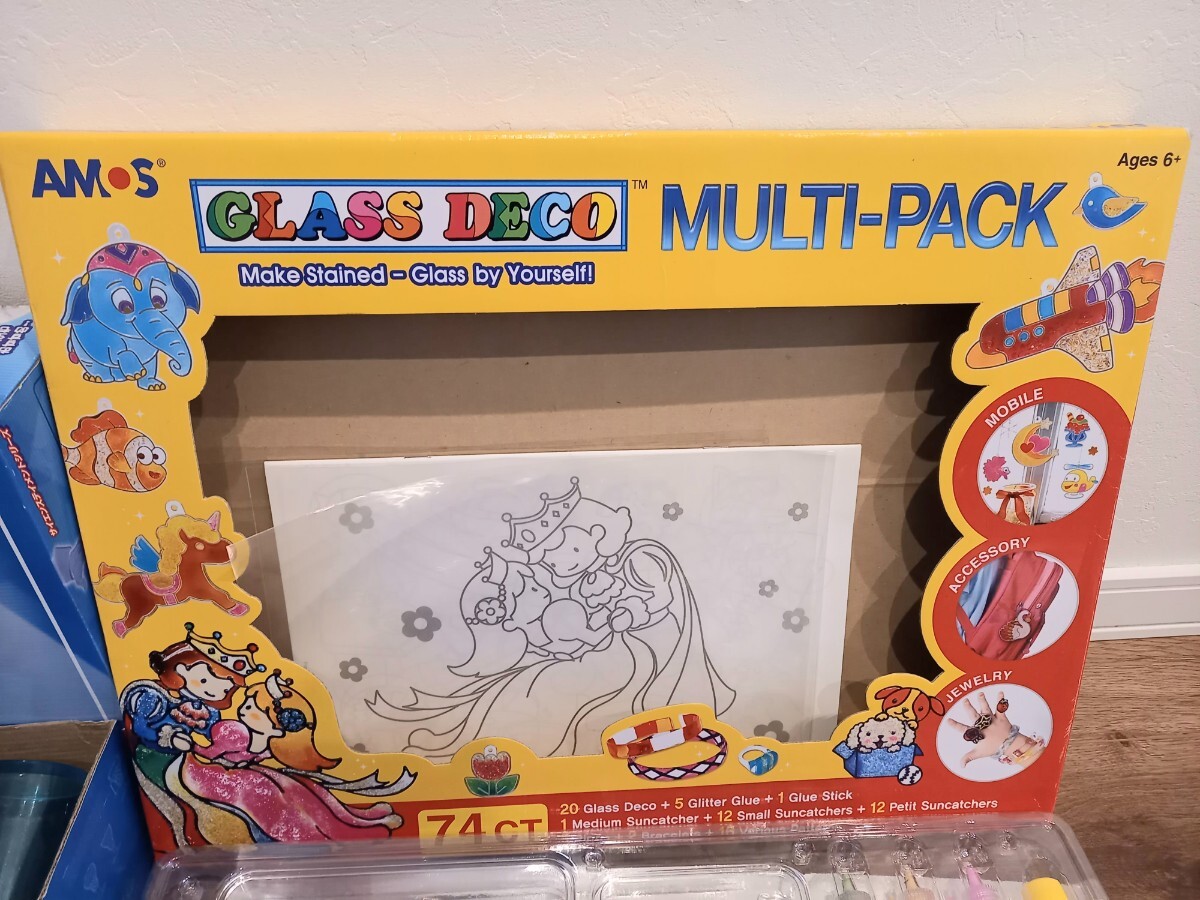 AMOS®
GLASS DECO™
MULTI-PACK
Ages 6+
Make Stained – Glass by Yourself!
MOBILE
ACCESSORY
JEWELRY
74 CT
20 Glass Deco + 5 Glitter Glue + 1 Glue Stick
1 Medium Suncatcher + 12 Small Suncatchers + 12 Petit Suncatchers